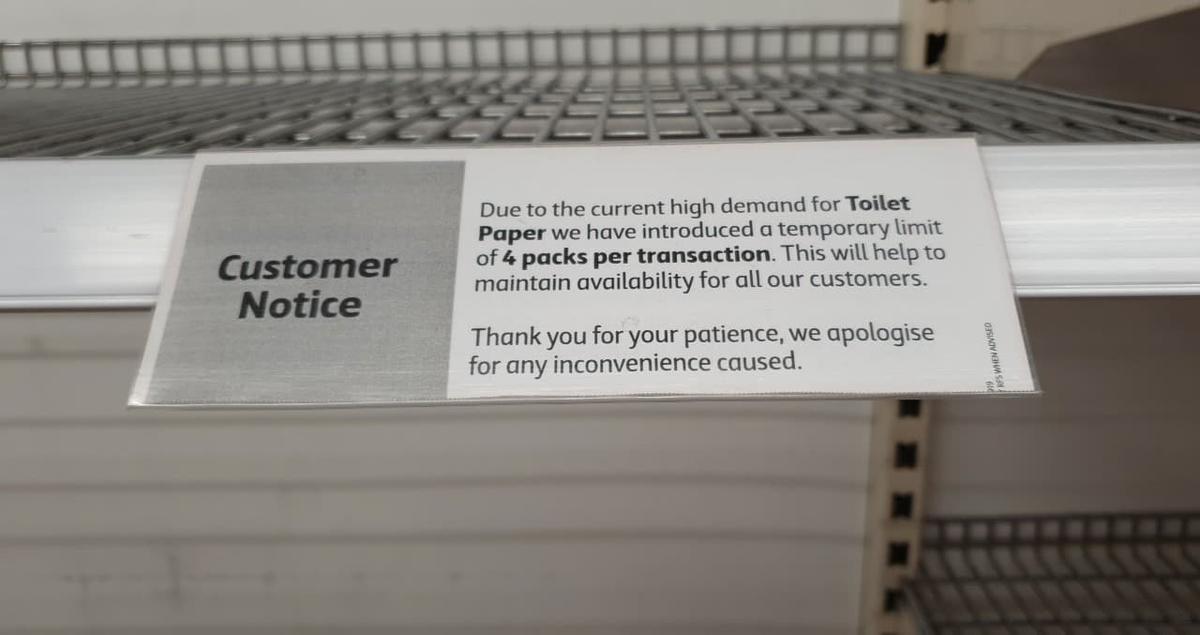 Customer
Notice
Due to the current high demand for Toilet
Paper we have introduced a temporary limit
of 4 packs per transaction. This will help to
maintain availability for all our customers.
Thank you for your patience, we apologise
for any inconvenience caused.
WHEN ADVISED